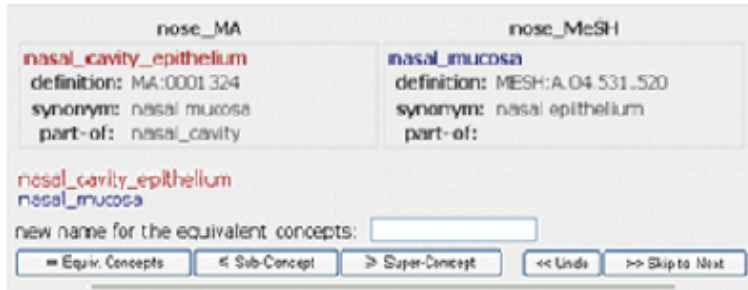 nose_MA nose_MeSH
nasal_cavity_epithelium nasal_mucosa
definition: MA:0001324 definition: MESH:A.04.531.520
synonym: nasal mucosa synonym: nasal epithelium
part-of: nasal_cavity part-of:
nasal_cavity_epithelium
nasal_mucosa
new name for the equivalent concepts:
= Equiv. Concepts ≤ Sub-Concept ≥ Super-Concept << Undo >> Skip to Next